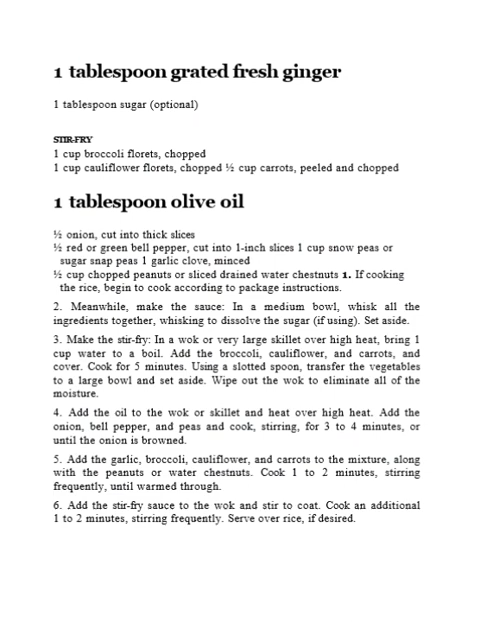 1 tablespoon grated fresh ginger
1 tablespoon sugar (optional)
STIR-FRY
1 cup broccoli florets, chopped
1 cup cauliflower florets, chopped ½ cup carrots, peeled and chopped
1 tablespoon olive oil
½ onion, cut into thick slices
½ red or green bell pepper, cut into 1-inch slices 1 cup snow peas or
sugar snap peas 1 garlic clove, minced
½ cup chopped peanuts or sliced drained water chestnuts 1. If cooking
the rice, begin to cook according to package instructions.
2. Meanwhile, make the sauce: In a medium bowl, whisk all the
ingredients together, whisking to dissolve the sugar (if using). Set aside.
3. Make the stir-fry: In a wok or very large skillet over high heat, bring 1
cup water to a boil. Add the broccoli, cauliflower, and carrots, and
cover. Cook for 5 minutes. Using a slotted spoon, transfer the vegetables
to a large bowl and set aside. Wipe out the wok to eliminate all of the
moisture.
4. Add the oil to the wok or skillet and heat over high heat. Add the
onion, bell pepper, and peas and cook, stirring, for 3 to 4 minutes, or
until the onion is browned.
5. Add the garlic, broccoli, cauliflower, and carrots to the mixture, along
with the peanuts or water chestnuts. Cook 1 to 2 minutes, stirring
frequently, until warmed through.
6. Add the stir-fry sauce to the wok and stir to coat. Cook an additional
1 to 2 minutes, stirring frequently. Serve over rice, if desired.